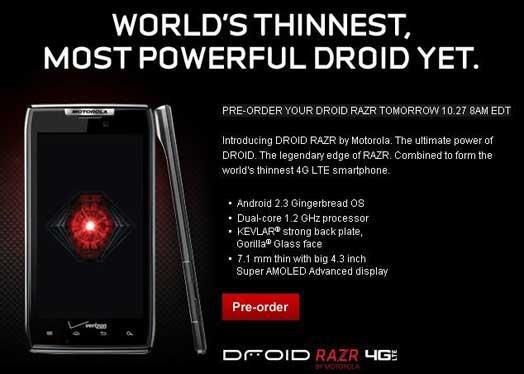 WORLD'S THINNEST,
MOST POWERFUL DROID YET.
MOTOROLA
PRE-ORDER YOUR DROID RAZR TOMORROW 10.27 8AM EDT
Introducing DROID RAZR by Motorola. The ultimate power of
DROID. The legendary edge of RAZR. Combined to form the
world's thinnest 4G LTE smartphone.
• Android 2.3 Gingerbread OS
• Dual-core 1.2 GHz processor
• KEVLAR® strong back plate,
Gorilla® Glass face
• 7.1 mm thin with big 4.3 inch
Super AMOLED Advanced display
Pre-order
verizon
DROID RAZR 4G LTE
BY MOTOROLA